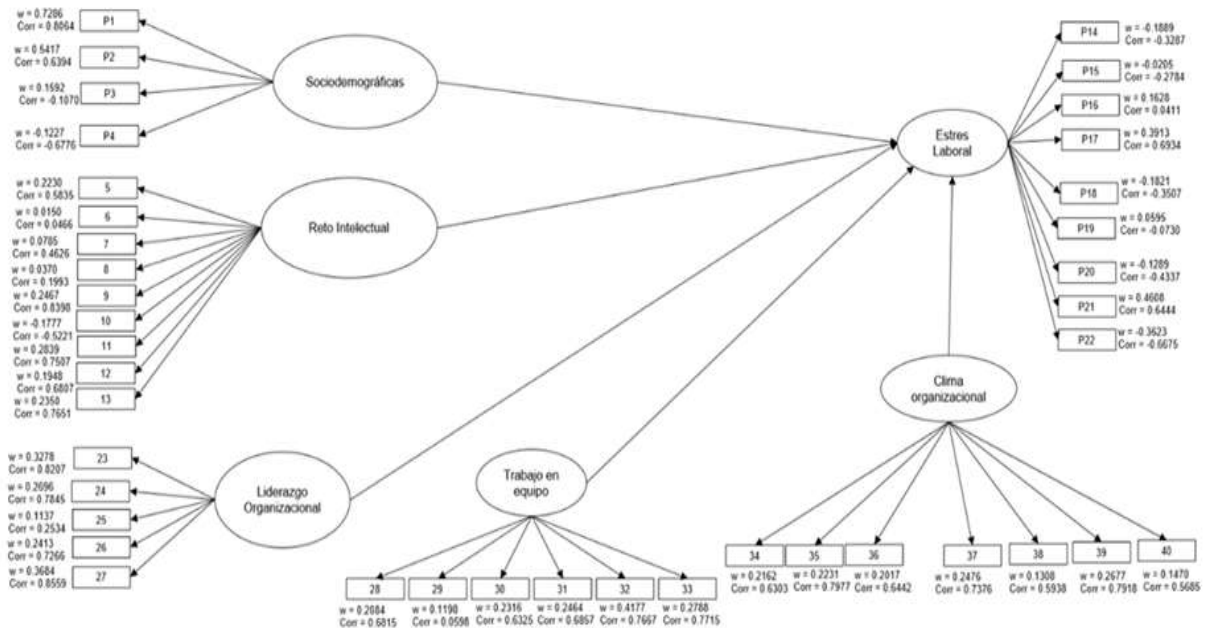 w = 0.7286
Corr = 0.8064
P1
w = 0.5417
Corr = 0.6394
P2
w = 0.1592
Corr = -0.1070
P3
w = -0.1227
Corr = -0.6776
P4
Sociodemográficas
w = 0.2230
Corr = 0.5835
5
w = 0.0150
Corr = 0.0466
6
w = 0.0785
Corr = 0.4626
7
w = 0.0370
Corr = 0.1993
8
w = 0.2467
Corr = 0.8398
9
w = -0.1777
Corr = -0.5221
10
w = 0.2839
Corr = 0.7507
11
w = 0.1948
Corr = 0.6807
12
w = 0.2350
Corr = 0.7651
13
Reto Intelectual
w = 0.3278
Corr = 0.8207
23
w = 0.2696
Corr = 0.7845
24
w = 0.1137
Corr = 0.2534
25
w = 0.2413
Corr = 0.7266
26
w = 0.3684
Corr = 0.8559
27
Liderazgo
Organizacional
Trabajo en
equipo
28
29
30
31
32
33
w = 0.2684
Corr = 0.6815
w = 0.1190
Corr = 0.0598
w = 0.2316
Corr = 0.6325
w = 0.2464
Corr = 0.6857
w = 0.4177
Corr = 0.7667
w = 0.2788
Corr = 0.7715
Estres
Laboral
P14
w = -0.1889
Corr = -0.3287
P15
w = -0.0205
Corr = -0.2784
P16
w = 0.1628
Corr = 0.0411
P17
w = 0.3913
Corr = 0.6934
P18
w = -0.1821
Corr = -0.3507
P19
w = 0.0595
Corr = -0.0730
P20
w = -0.1289
Corr = -0.4337
P21
w = 0.4608
Corr = 0.6444
P22
w = -0.3623
Corr = -0.6675
Clima
organizacional
34
35
36
37
38
39
40
w = 0.2162
Corr = 0.6303
w = 0.2231
Corr = 0.7977
w = 0.2017
Corr = 0.6442
w = 0.2476
Corr = 0.7376
w = 0.1308
Corr = 0.5938
w = 0.2677
Corr = 0.7918
w = 0.1470
Corr = 0.5685